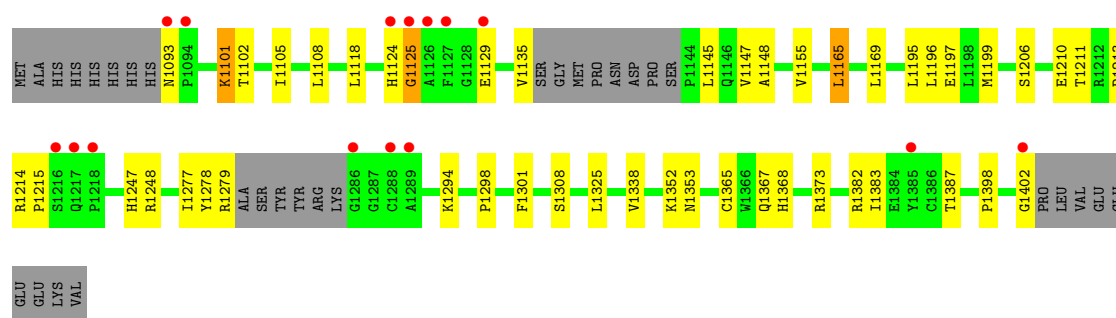 MET ALA HIS HIS HIS HIS HIS HIS N1093 P1094 K1101 T1102 I1105 L1108 L1118 H1124 G1125 A1126 F1127 G1128 E1129 V1135 SER GLY MET PRO ASN ASP PRO SER P1144 L1145 Q1146 V1147 A1148 V1155 L1165 L1169 L1195 L1196 E1197 L1198 M1199 S1206 E1210 T1211 R1212
R1214 P1215 S1216 Q1217 P1218 H1247 R1248 I1277 Y1278 R1279 ALA SER TYR TYR ARG LYS G1286 G1287 C1288 A1289 K1294 P1298 F1301 S1308 L1325 V1338 K1352 N1353 C1365 W1366 Q1367 H1368 R1373 R1382 I1383 E1384 Y1385 C1386 T1387 P1398 G1402 PRO LEU VAL GLU
GLU GLU LYS VAL